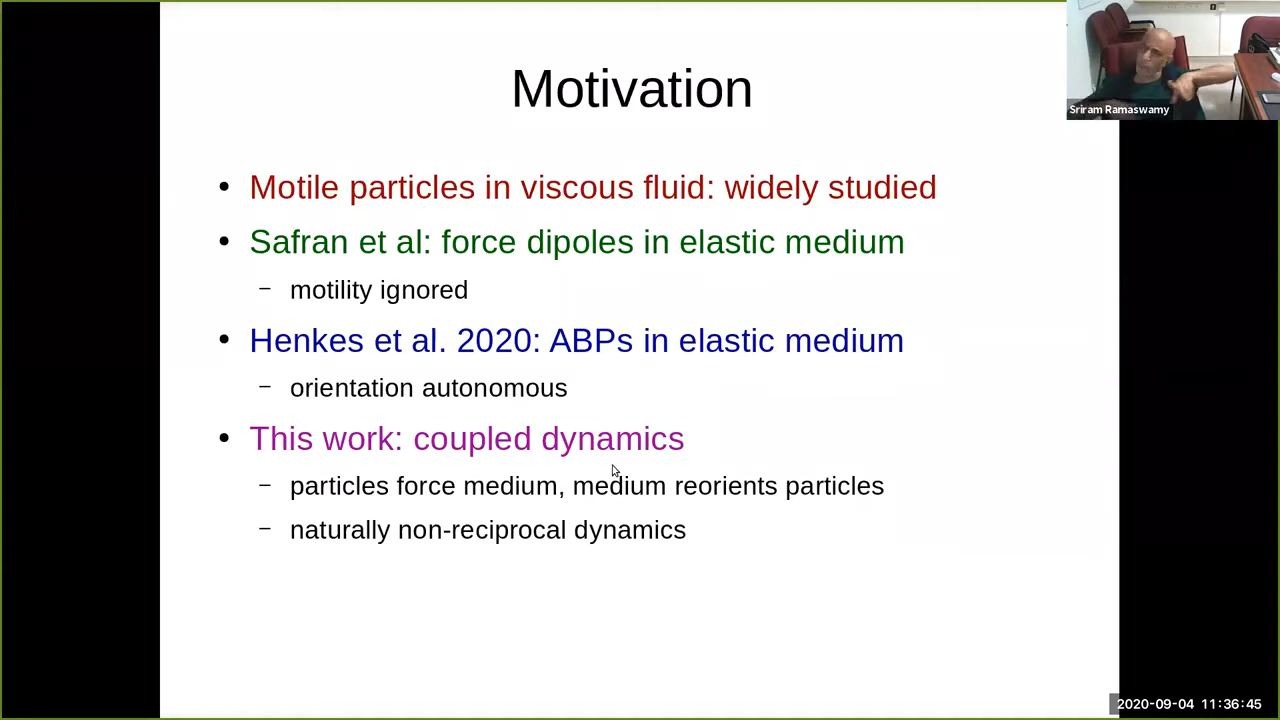 Motivation
Sriram Ramaswamy
• Motile particles in viscous fluid: widely studied
• Safran et al: force dipoles in elastic medium
– motility ignored
• Henkes et al. 2020: ABPs in elastic medium
– orientation autonomous
• This work: coupled dynamics
– particles force medium, medium reorients particles
– naturally non-reciprocal dynamics
2020-09-04 11:36:45